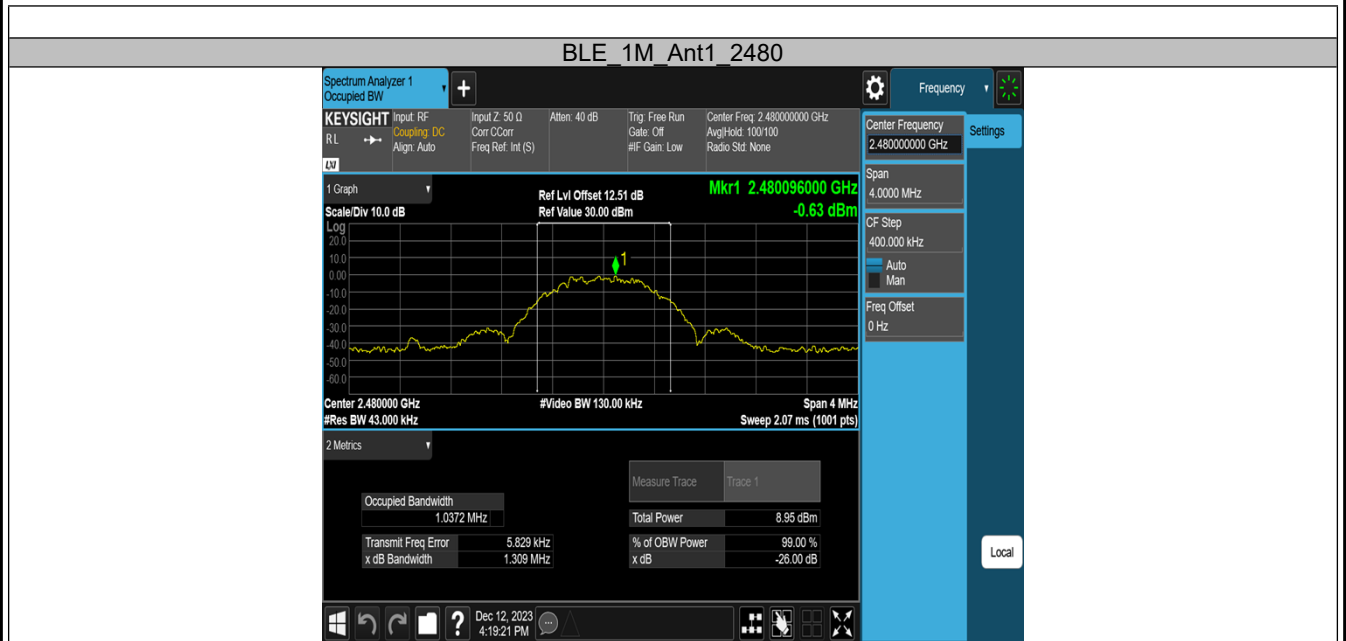 BLE_1M_Ant1_2480
Spectrum Analyzer 1
Occupied BW
+
Frequency
KEYSIGHT
RL
LXI
Input: RF
Coupling: DC
Align: Auto
Input Z: 50 Ω
Corr CCorr
Freq Ref: Int (S)
Atten: 40 dB
Trig: Free Run
Gate: Off
#IF Gain: Low
Center Freq: 2.480000000 GHz
Avg|Hold: 100/100
Radio Std: None
Center Frequency
2.480000000 GHz
Settings
Span
4.0000 MHz
CF Step
400.000 kHz
Auto
Man
Freq Offset
0 Hz
Local
1 Graph
Scale/Div 10.0 dB
Ref Lvl Offset 12.51 dB
Ref Value 30.00 dBm
Mkr1 2.480096000 GHz
-0.63 dBm
Log
20.0
10.0
0.00
-10.0
-20.0
-30.0
-40.0
-50.0
-60.0
1
Center 2.480000 GHz
#Res BW 43.000 kHz
#Video BW 130.00 kHz
Span 4 MHz
Sweep 2.07 ms (1001 pts)
2 Metrics
Measure Trace Trace 1
Occupied Bandwidth
1.0372 MHz
Total Power 8.95 dBm
Transmit Freq Error 5.829 kHz
x dB Bandwidth 1.309 MHz
% of OBW Power 99.00 %
x dB -26.00 dB
?
Dec 12, 2023
4:19:21 PM